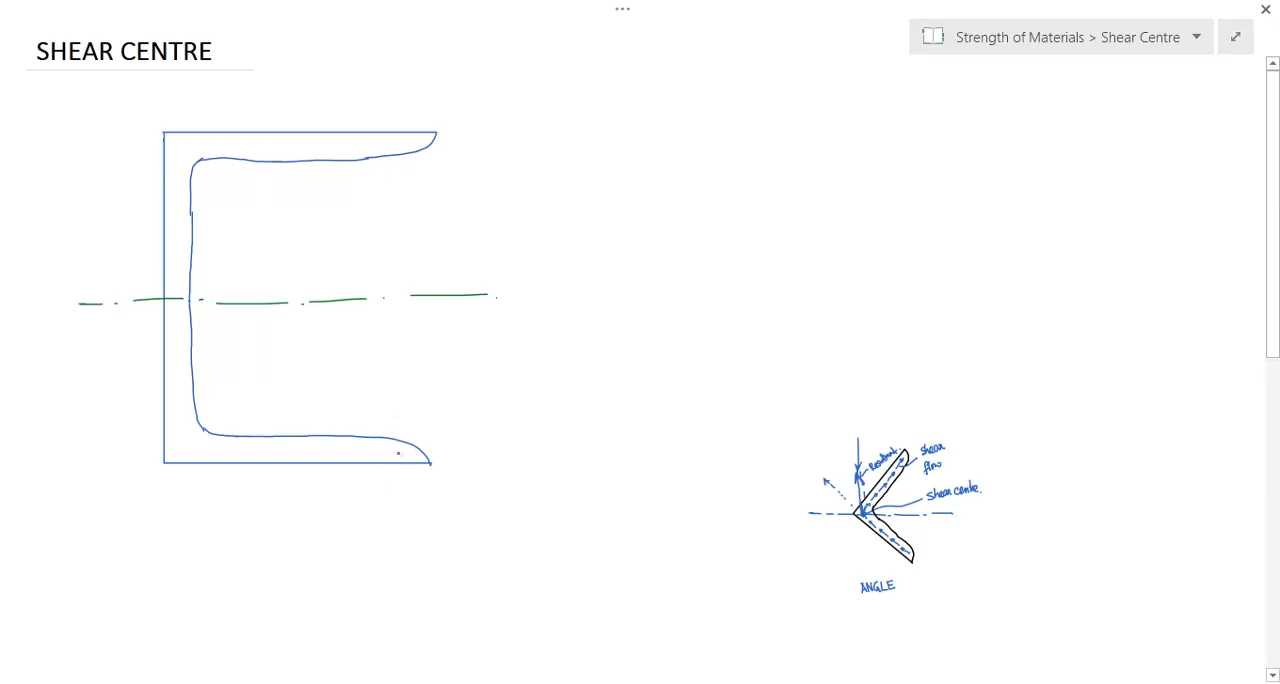 SHEAR CENTRE
Strength of Materials > Shear Centre
shear
flow
shear centre.
ANGLE